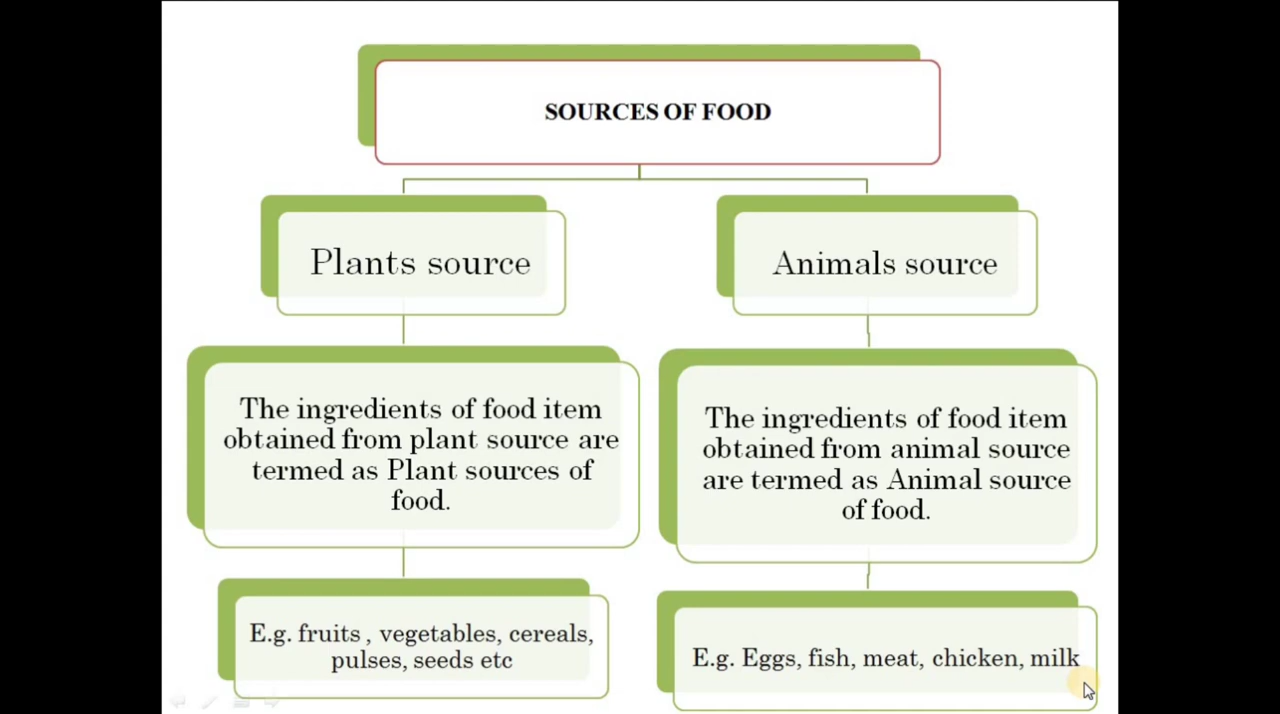 SOURCES OF FOOD
Plants source
The ingredients of food item
obtained from plant source are
termed as Plant sources of
food.
E.g. fruits , vegetables, cereals,
pulses, seeds etc
Animals source
The ingredients of food item
obtained from animal source
are termed as Animal source
of food.
E.g. Eggs, fish, meat, chicken, milk